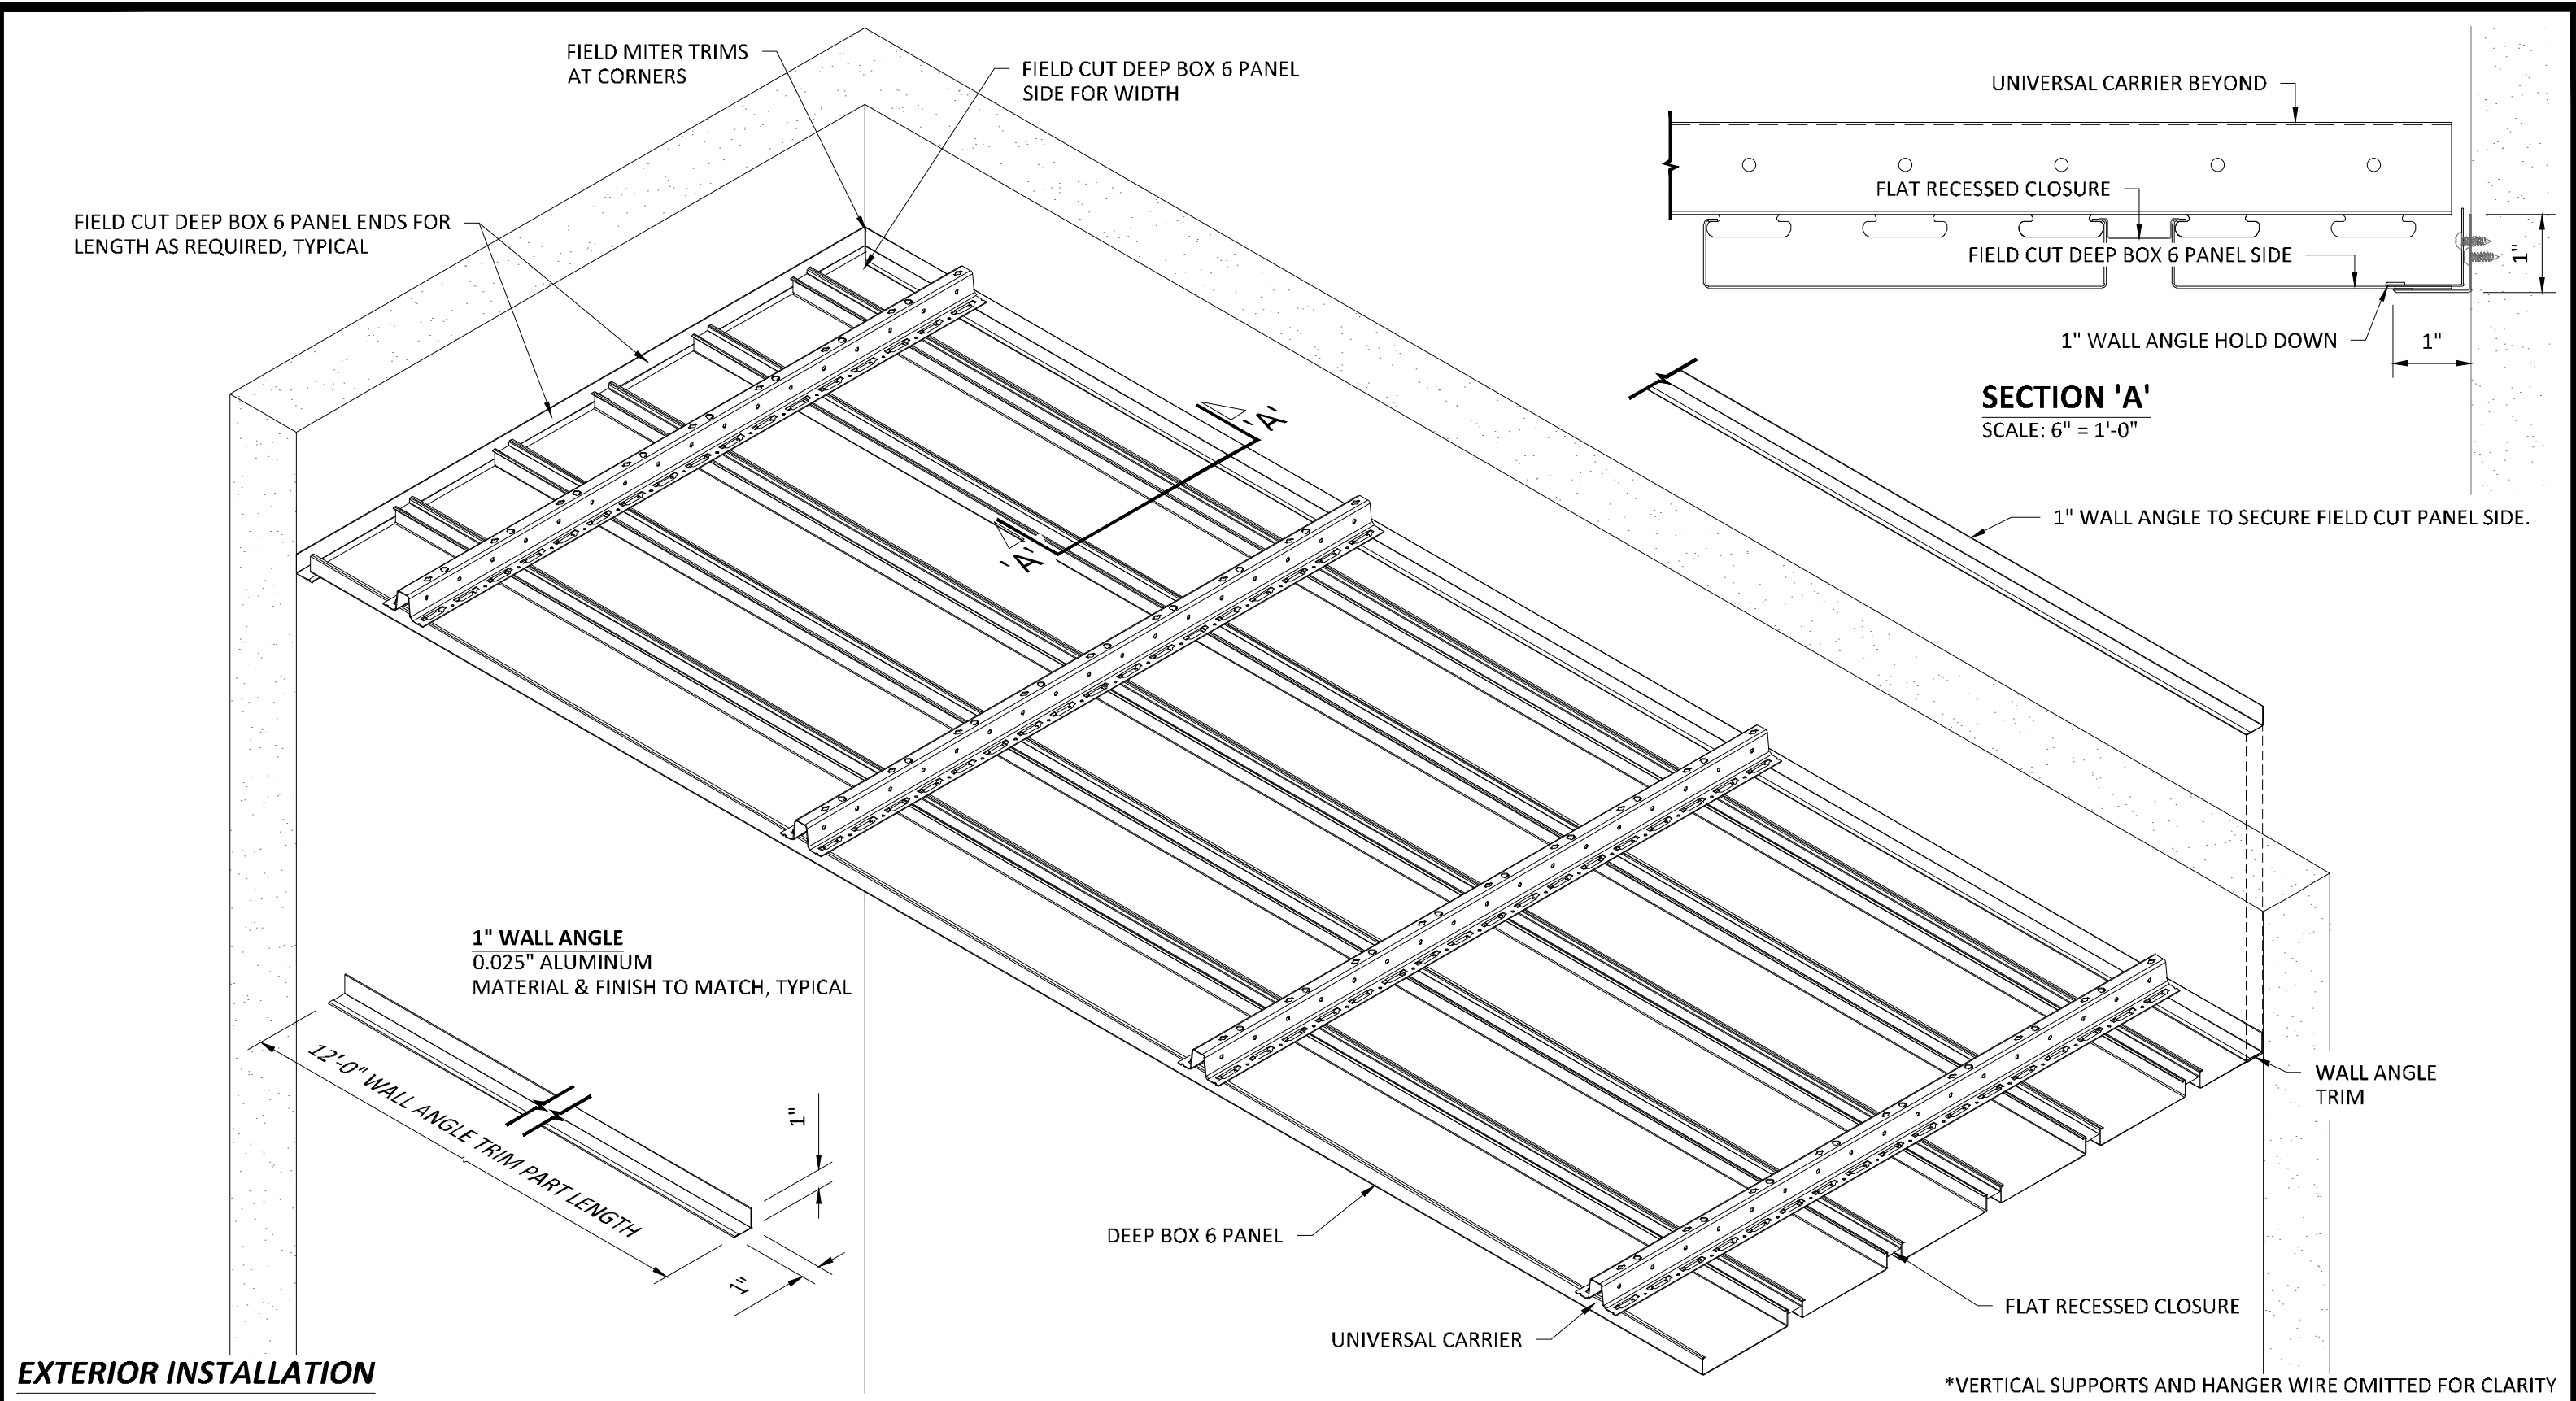 FIELD MITER TRIMS
AT CORNERS
FIELD CUT DEEP BOX 6 PANEL
SIDE FOR WIDTH
FIELD CUT DEEP BOX 6 PANEL ENDS FOR
LENGTH AS REQUIRED, TYPICAL
UNIVERSAL CARRIER BEYOND
FLAT RECESSED CLOSURE
FIELD CUT DEEP BOX 6 PANEL SIDE
1"
1" WALL ANGLE HOLD DOWN
1"
SECTION 'A'
SCALE: 6" = 1'-0"
'A'
'A'
1" WALL ANGLE TO SECURE FIELD CUT PANEL SIDE.
1" WALL ANGLE
0.025" ALUMINUM
MATERIAL & FINISH TO MATCH, TYPICAL
12'-0" WALL ANGLE TRIM PART LENGTH
1"
1"
WALL ANGLE
TRIM
DEEP BOX 6 PANEL
FLAT RECESSED CLOSURE
UNIVERSAL CARRIER
EXTERIOR INSTALLATION
*VERTICAL SUPPORTS AND HANGER WIRE OMITTED FOR CLARITY